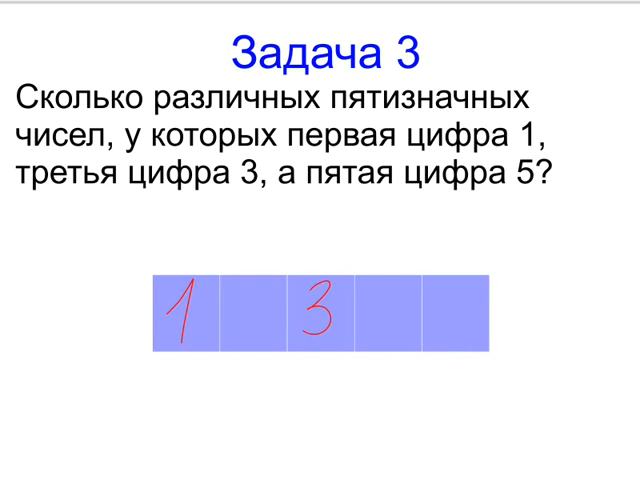 Задача 3
Сколько различных пятизначных
чисел, у которых первая цифра 1,
третья цифра 3, а пятая цифра 5?
1 3